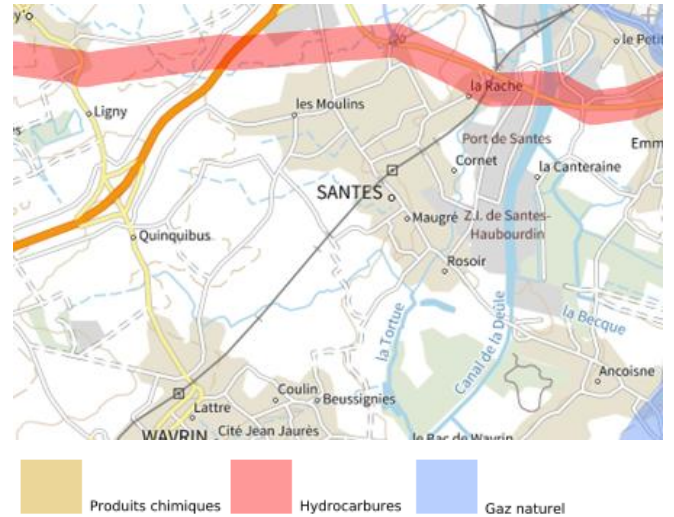 le Petit
la Rache
les Moulins
Ligny
Port de Santes
Emm
Cornet
la Canteraine
SANTES
Maugré
Z.I. de Santes-
Haubourdin
Quinquibus
Rosoir
la Tortue
Canal de la Deûle
la Becque
Ancoisne
Coulin
Beussignies
Lattre
WAVRIN
Cité Jean Jaurès
le Bac de Wavrin
Produits chimiques
Hydrocarbures
Gaz naturel